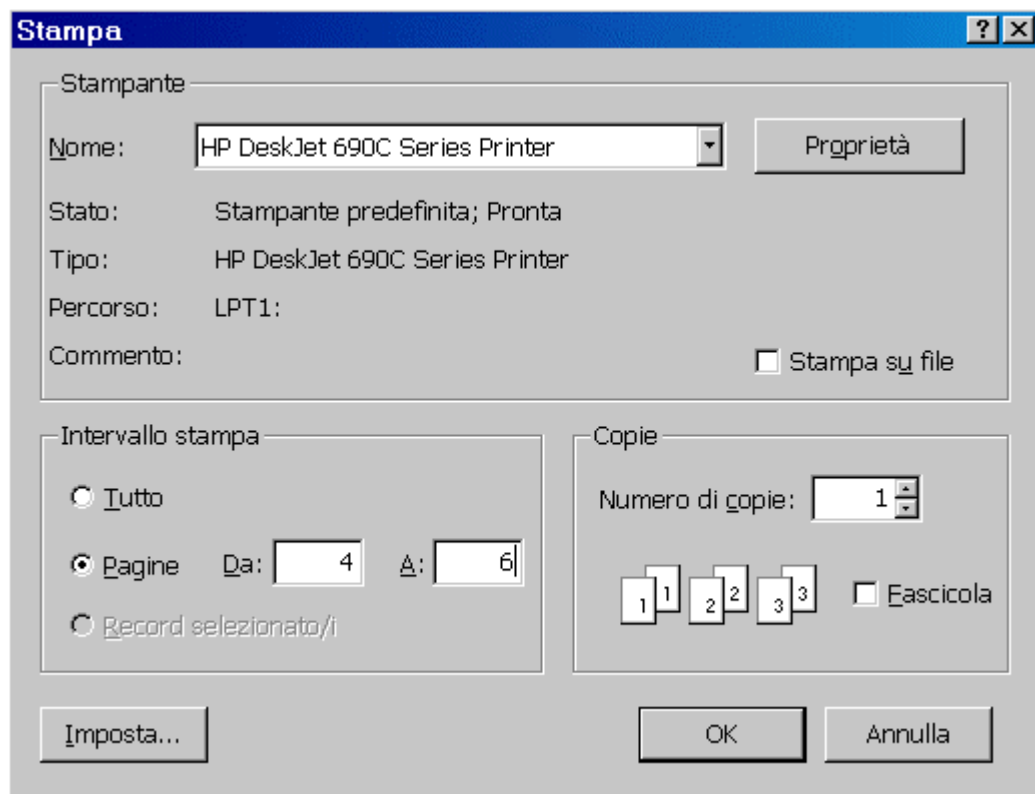 Stampa
Stampante
Nome: HP DeskJet 690C Series Printer Proprietà
Stato: Stampante predefinita; Pronta
Tipo: HP DeskJet 690C Series Printer
Percorso: LPT1:
Commento:
Stampa su file
Intervallo stampa
Tutto
Pagine Da: 4 A: 6
Record selezionato/i
Copie
Numero di copie: 1
1 1 2 2 3 3
Fascicola
Imposta... OK Annulla